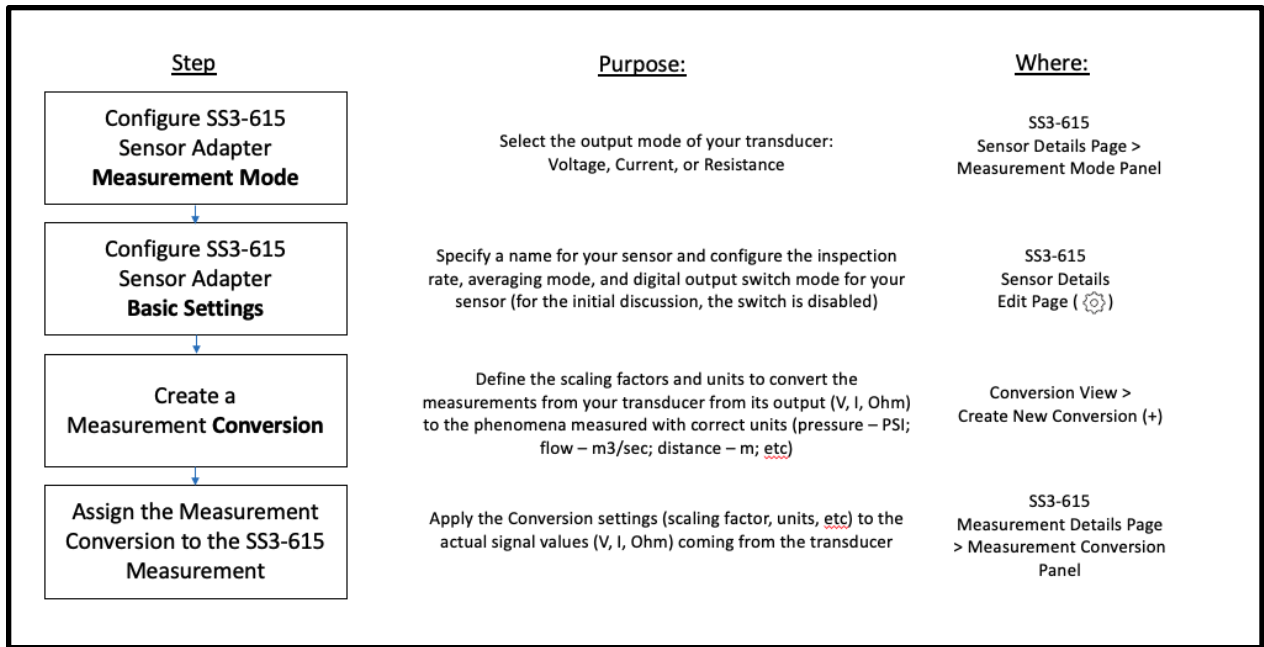 Step
Purpose:
Where:
Configure SS3-615
Sensor Adapter
Measurement Mode
Select the output mode of your transducer:
Voltage, Current, or Resistance
SS3-615
Sensor Details Page >
Measurement Mode Panel
Configure SS3-615
Sensor Adapter
Basic Settings
Specify a name for your sensor and configure the inspection
rate, averaging mode, and digital output switch mode for your
sensor (for the initial discussion, the switch is disabled)
SS3-615
Sensor Details
Edit Page ( )
Create a
Measurement Conversion
Define the scaling factors and units to convert the
measurements from your transducer from its output (V, I, Ohm)
to the phenomena measured with correct units (pressure – PSI;
flow – m3/sec; distance – m; etc)
Conversion View >
Create New Conversion (+)
Assign the Measurement
Conversion to the SS3-615
Measurement
Apply the Conversion settings (scaling factor, units, etc) to the
actual signal values (V, I, Ohm) coming from the transducer
SS3-615
Measurement Details Page
> Measurement Conversion
Panel